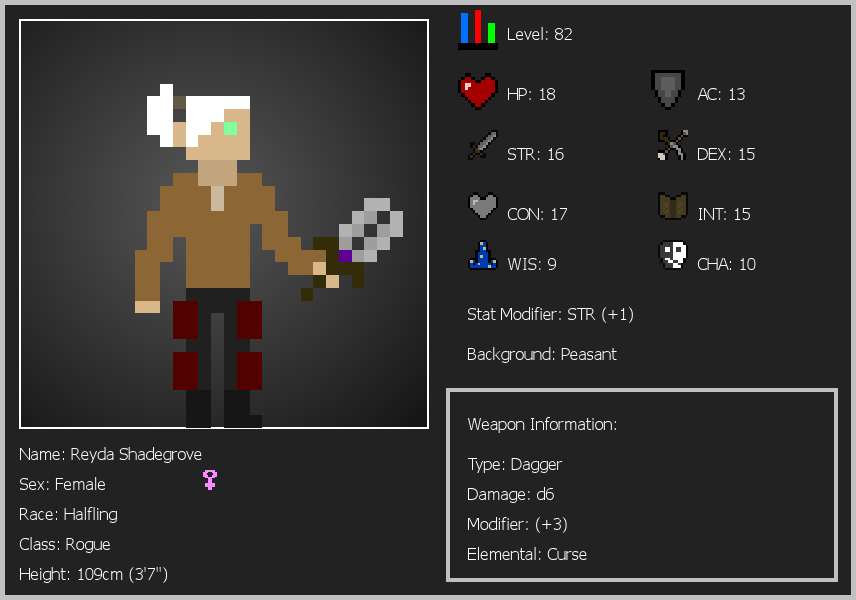 Level: 82
HP: 18
AC: 13
STR: 16
DEX: 15
CON: 17
INT: 15
WIS: 9
CHA: 10
Stat Modifier: STR (+1)
Background: Peasant
Weapon Information:
Type: Dagger
Damage: d6
Modifier: (+3)
Elemental: Curse
Name: Reyda Shadegrove
Sex: Female
Race: Halfling
Class: Rogue
Height: 109cm (3'7")